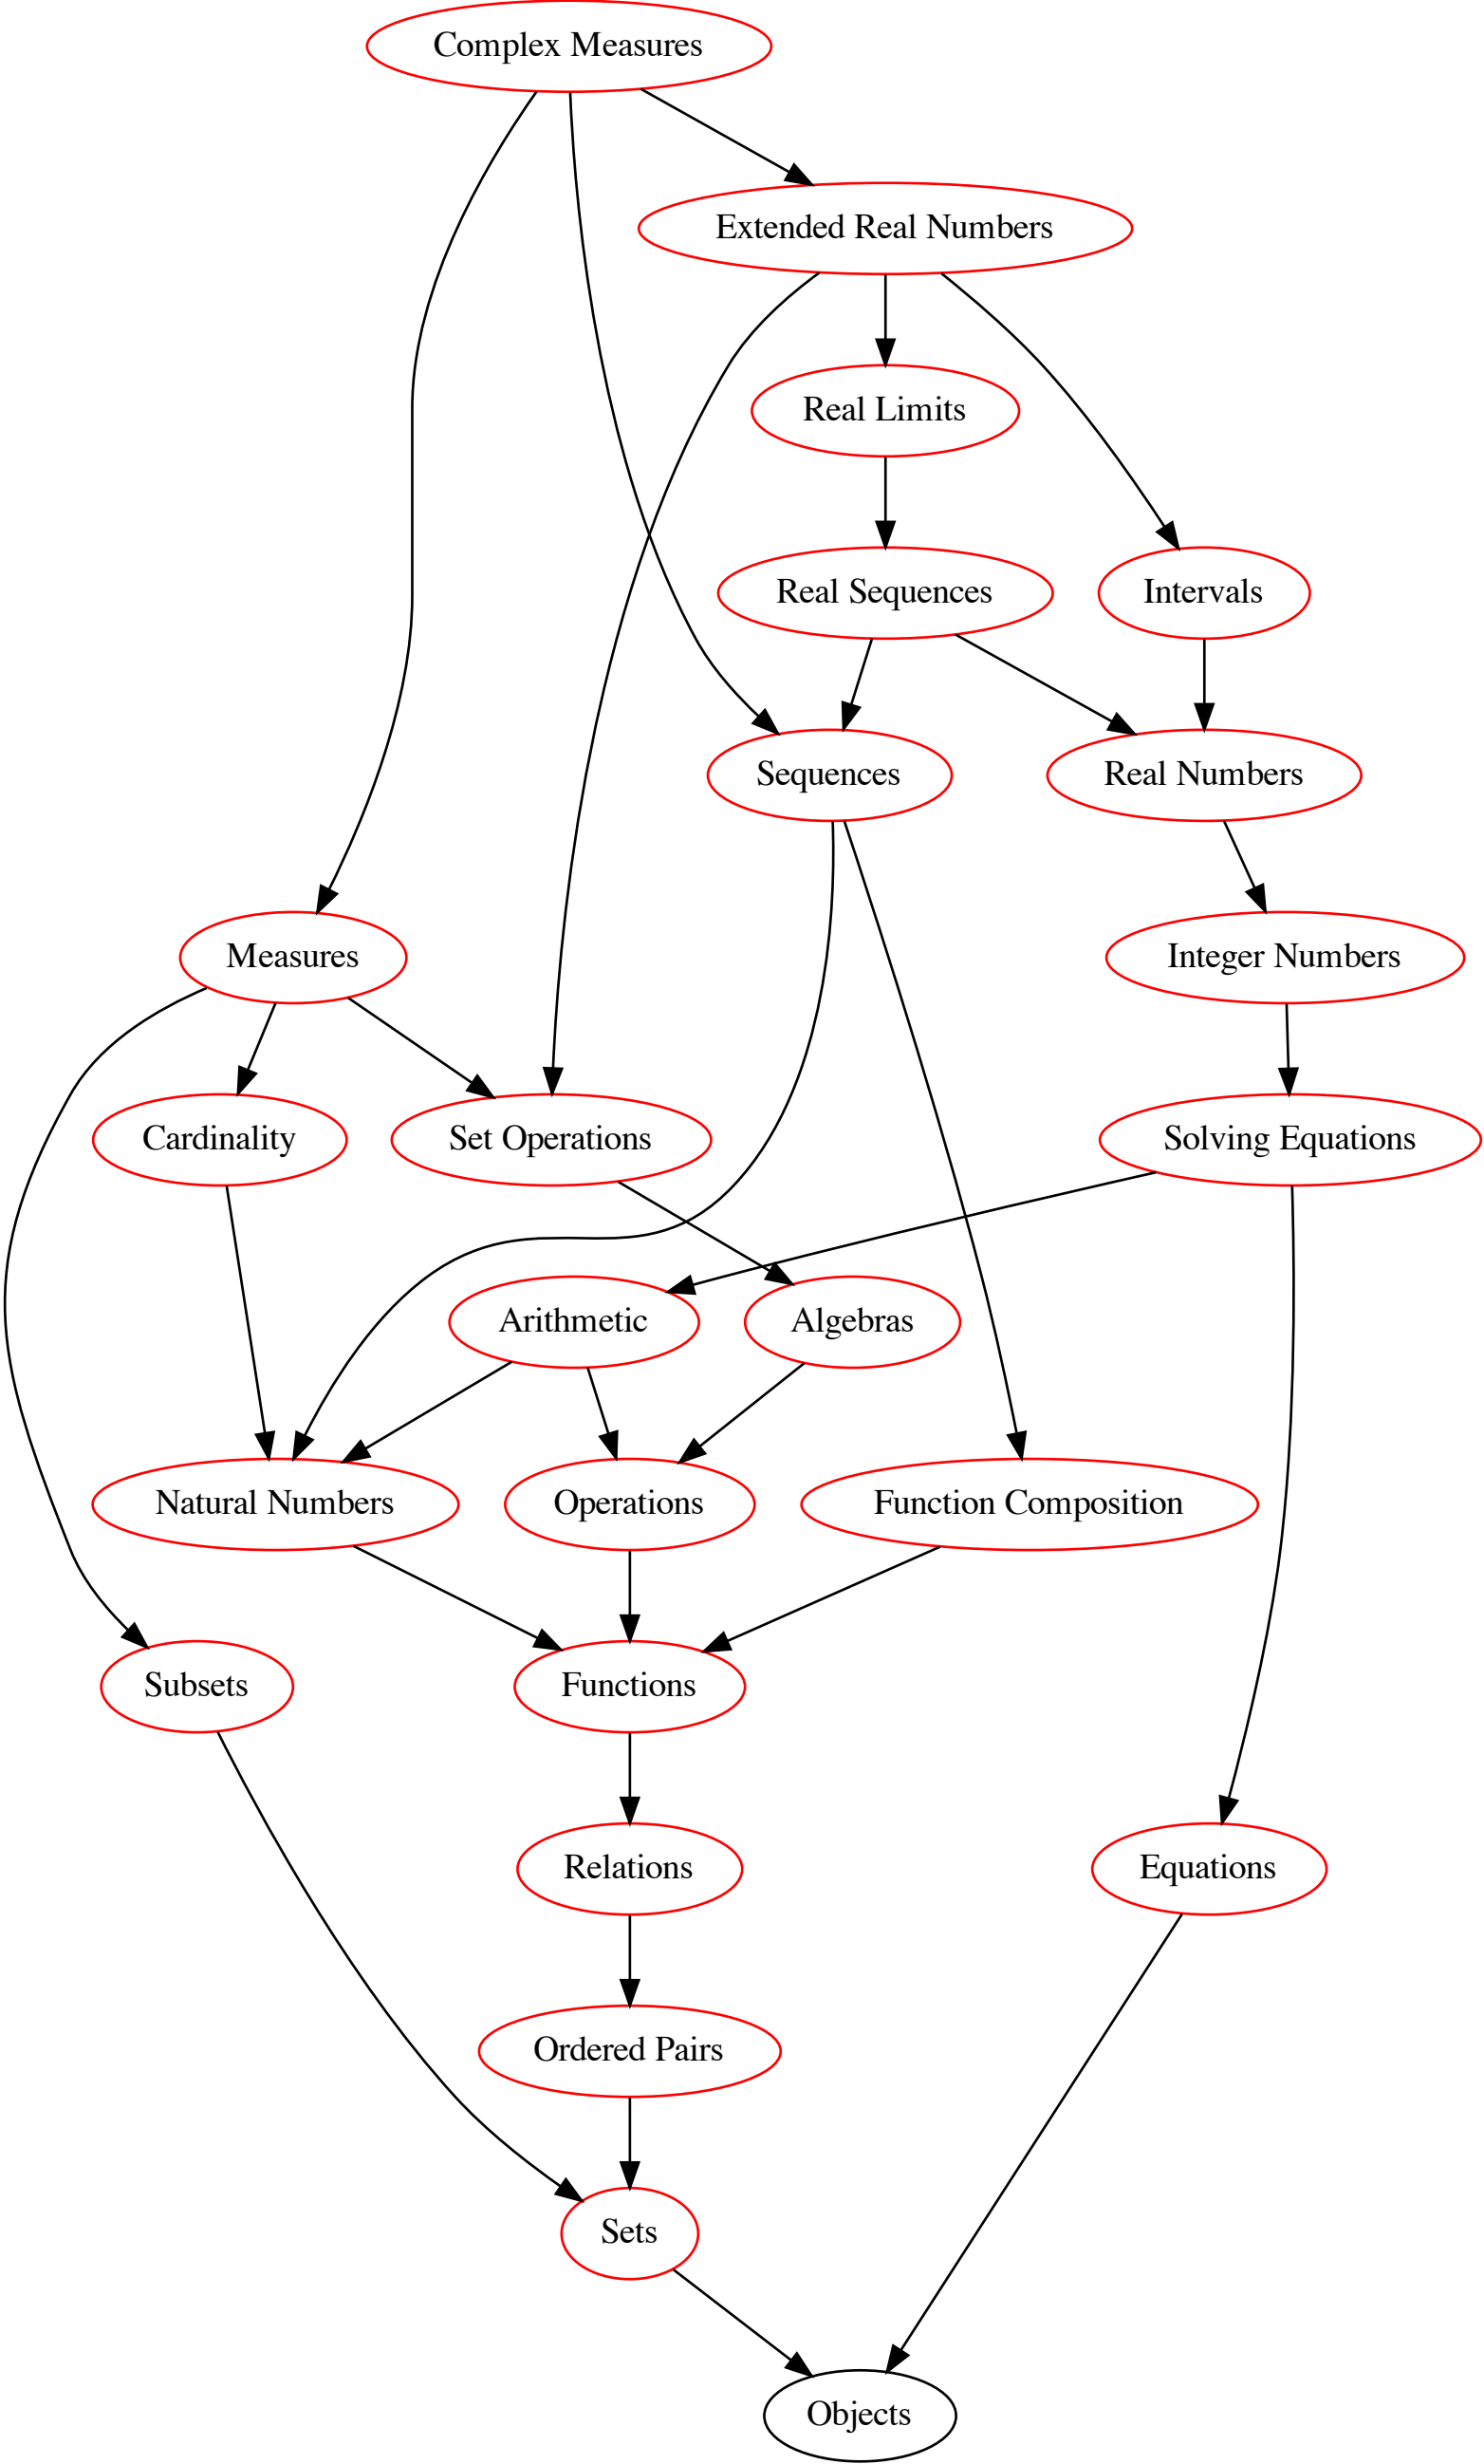 Complex Measures
Extended Real Numbers
Real Limits
Real Sequences
Intervals
Sequences
Real Numbers
Measures
Integer Numbers
Cardinality
Set Operations
Solving Equations
Arithmetic
Algebras
Natural Numbers
Operations
Function Composition
Subsets
Functions
Relations
Equations
Ordered Pairs
Sets
Objects